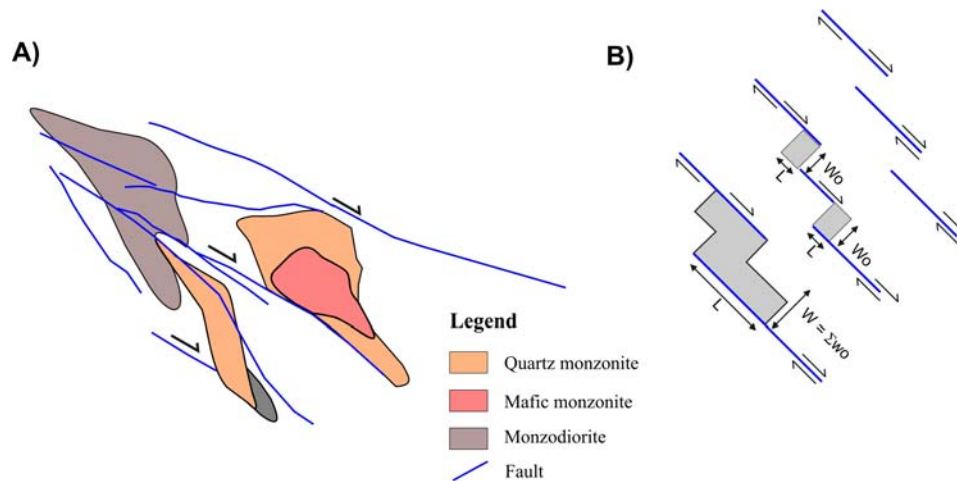 A)
B)
L
Wo
L
Wo
L
W = Σwo
Legend
Quartz monzonite
Mafic monzonite
Monzodiorite
Fault